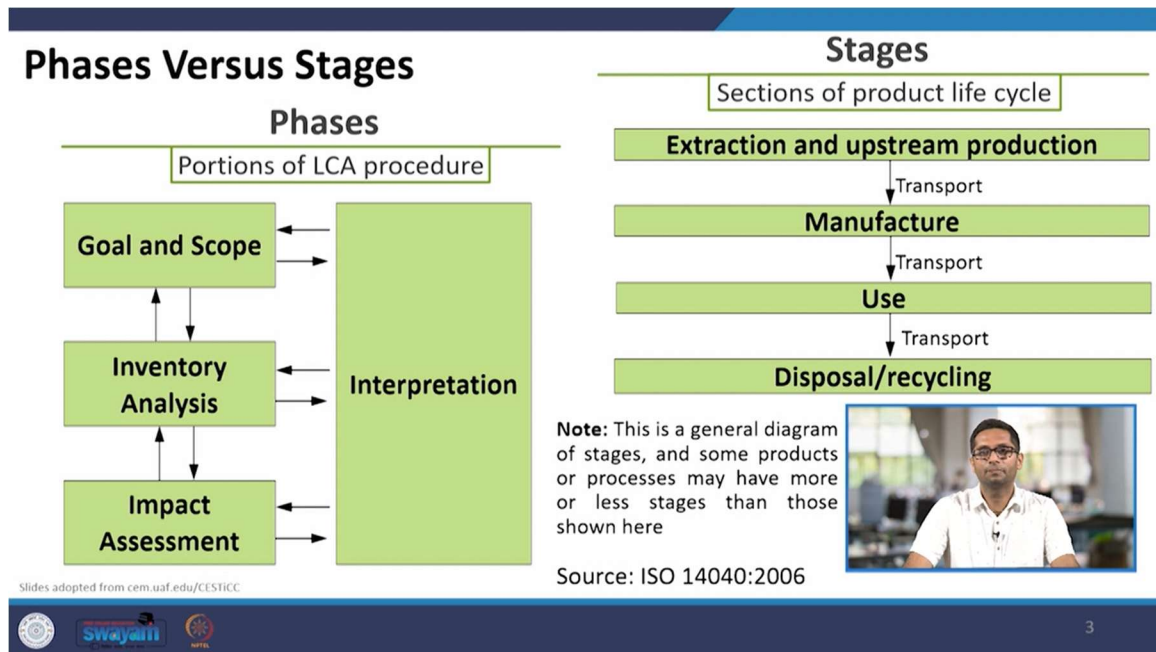 Phases Versus Stages
Phases
Portions of LCA procedure
Goal and Scope
Inventory
Analysis
Impact
Assessment
Interpretation
Slides adopted from cem.uaf.edu/CESTiCC
Stages
Sections of product life cycle
Extraction and upstream production
Transport
Manufacture
Transport
Use
Transport
Disposal/recycling
Note: This is a general diagram
of stages, and some products
or processes may have more
or less stages than those
shown here
Source: ISO 14040:2006
swayam
NPTEL
3